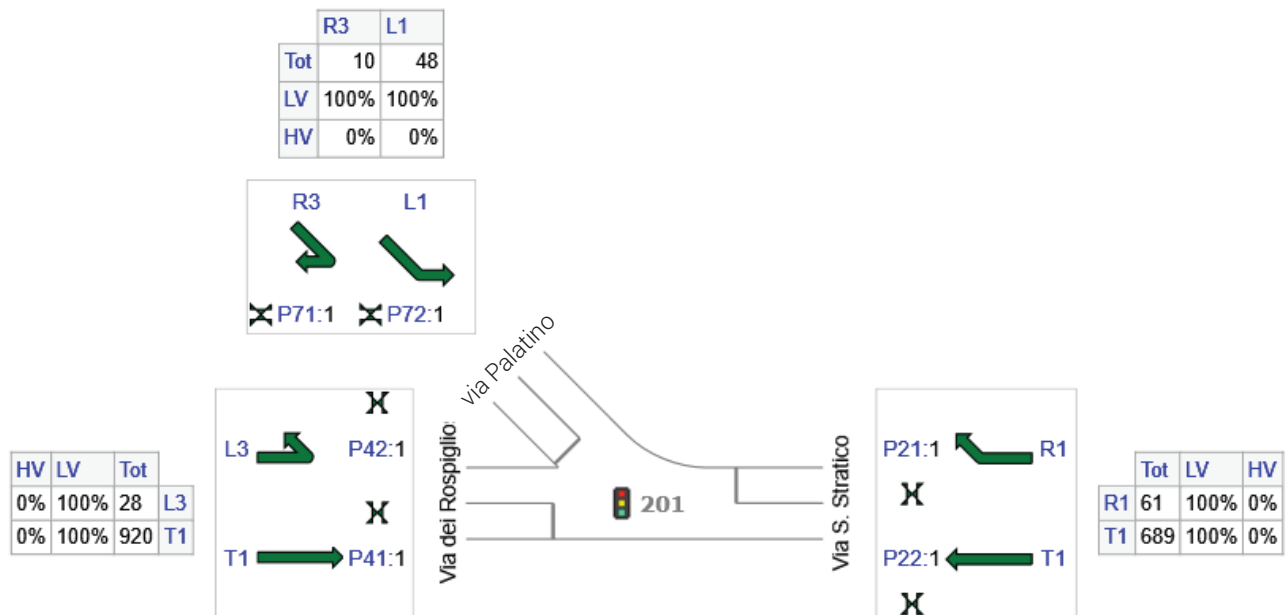 R3 L1
Tot 10 48
LV 100% 100%
HV 0% 0%
R3 L1
P71:1 P72:1
via Palatino
L3 P42:1
T1 P41:1
HV LV Tot
0% 100% 28 L3
0% 100% 920 T1
Via dei Rospiglio
201
Via S. Stratico
P21:1 R1
P22:1 T1
Tot LV HV
R1 61 100% 0%
T1 689 100% 0%